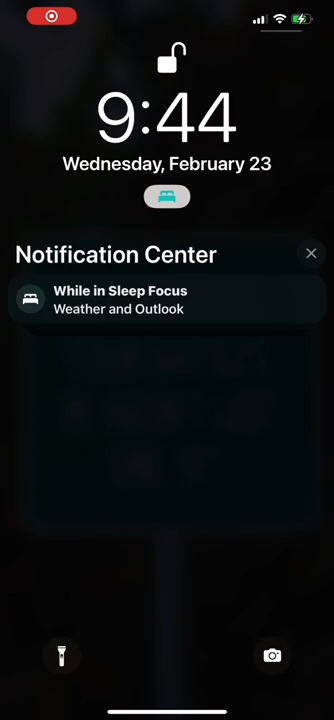 9:44
Wednesday, February 23
Notification Center
While in Sleep Focus
Weather and Outlook